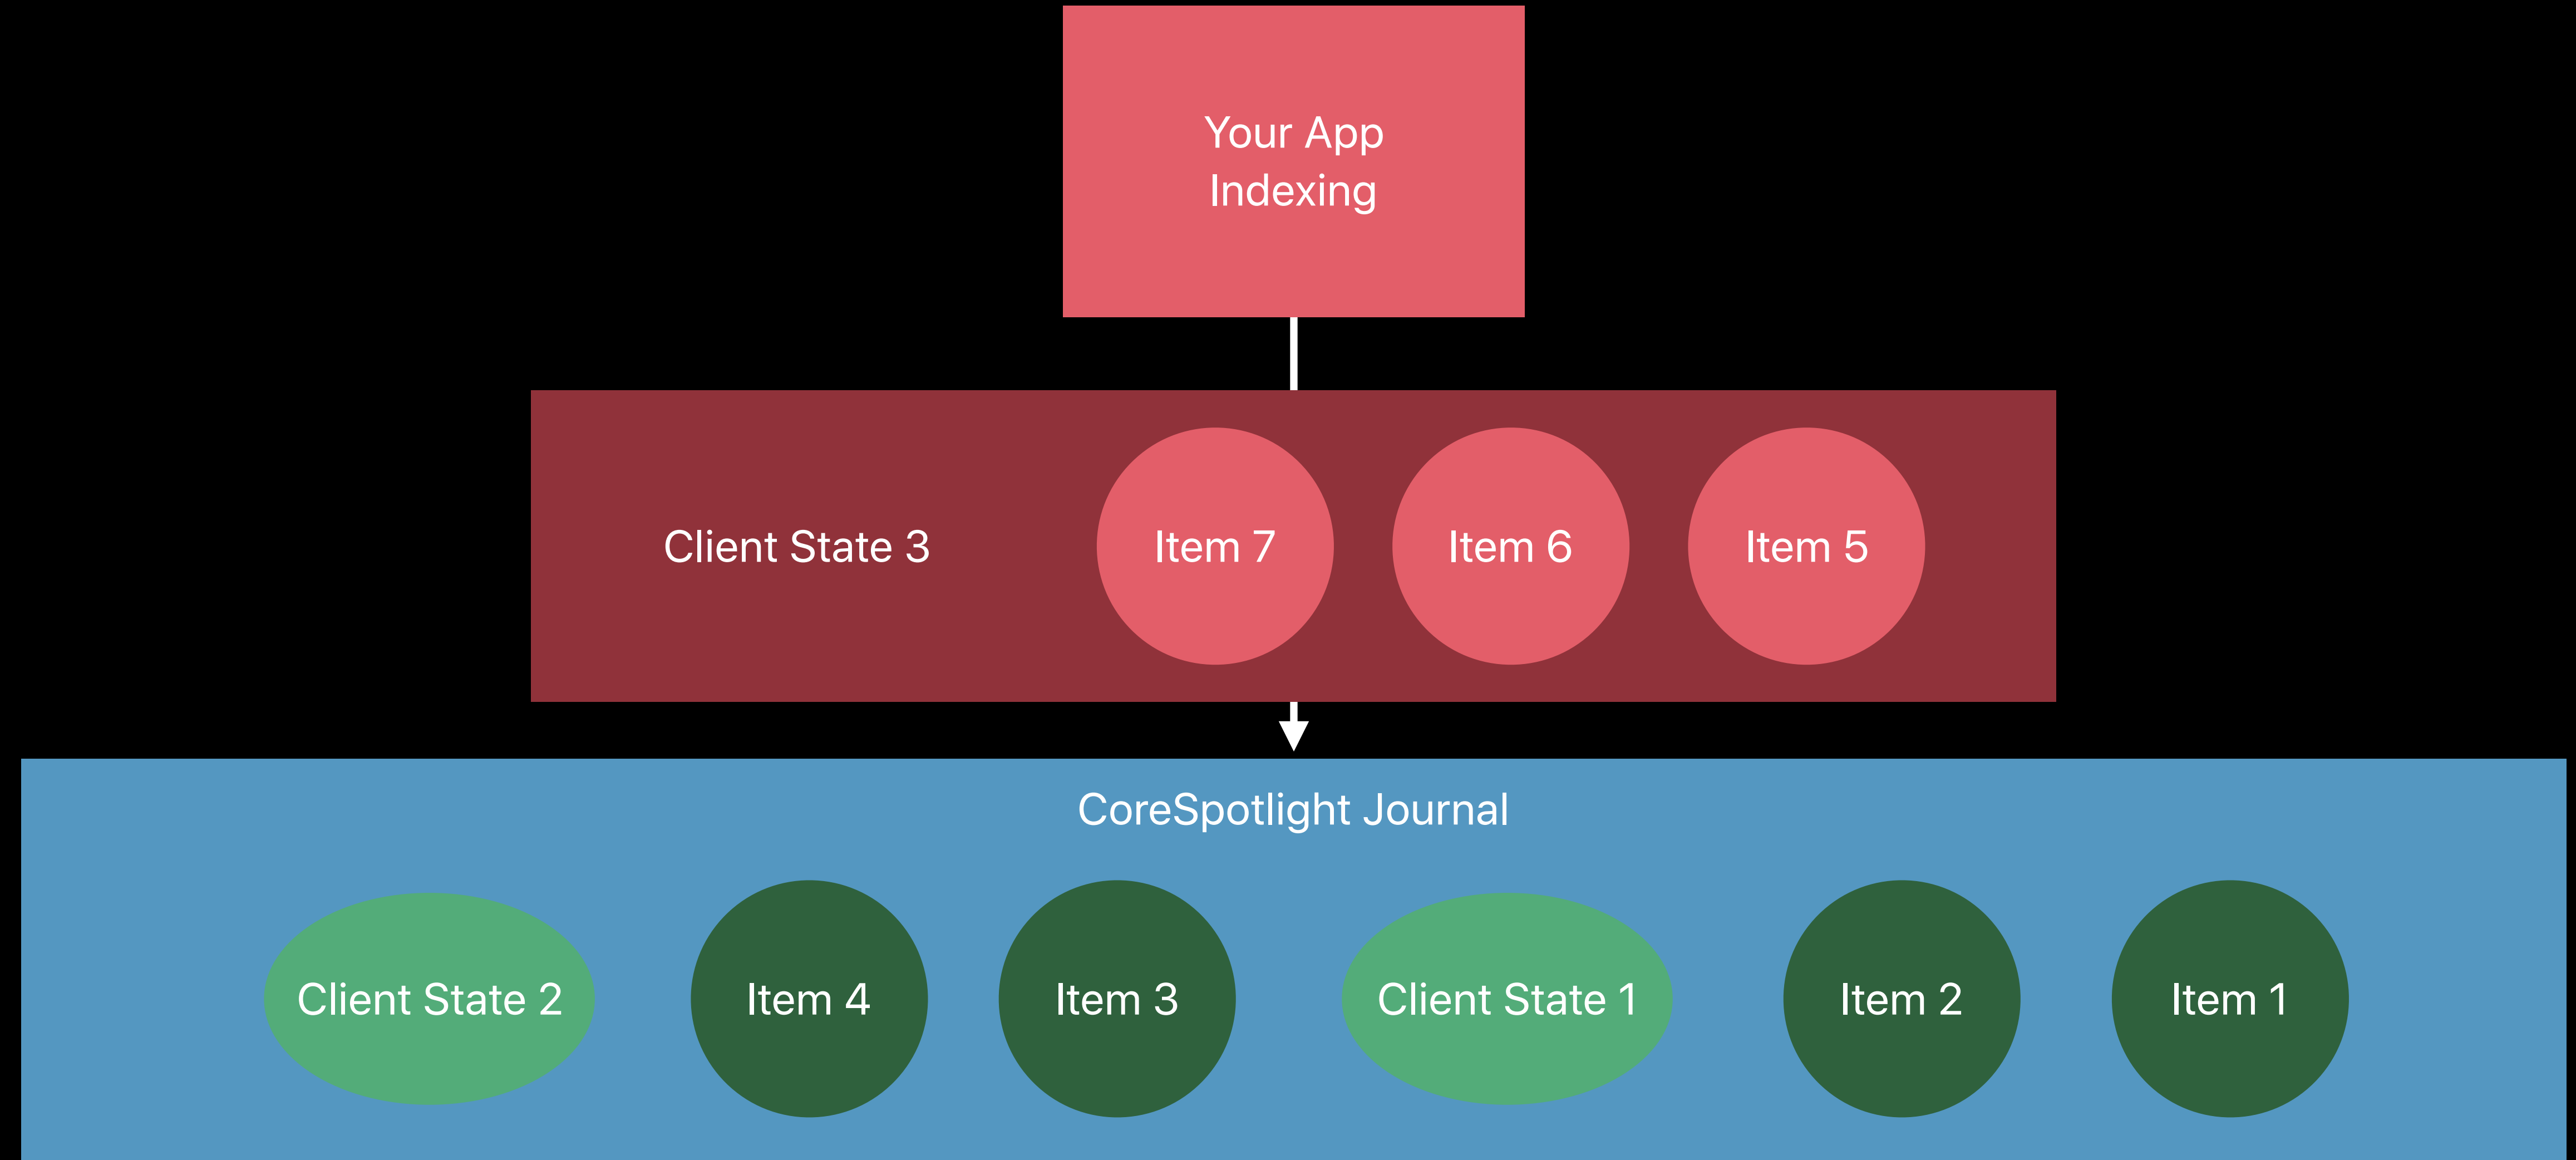 Your App
Indexing
Client State 3
Item 7
Item 6
Item 5
CoreSpotlight Journal
Client State 2
Item 4
Item 3
Client State 1
Item 2
Item 1